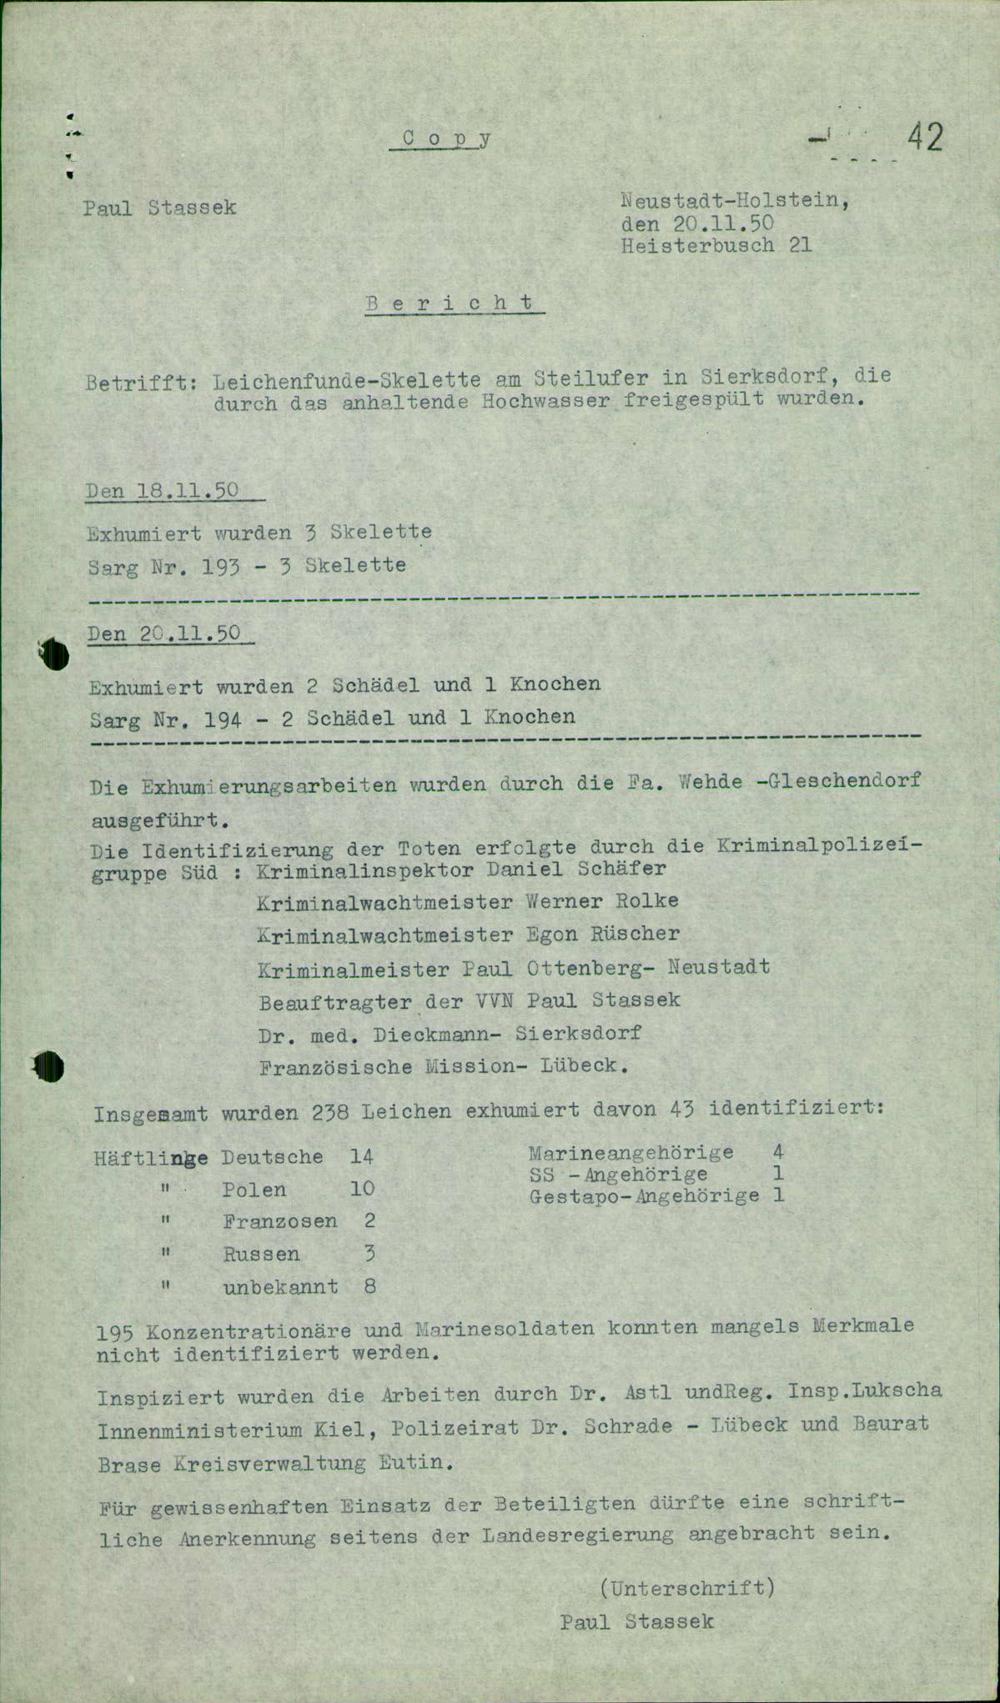 Copy
42
Paul Stassek
Neustadt-Holstein,
den 20.11.50
Heisterbusch 21
Bericht
Betrifft: Leichenfunde-Skelette am Steilufer in Sierksdorf, die
durch das anhaltende Hochwasser freigespült wurden.
Den 18.11.50
Exhumiert wurden 3 Skelette
Sarg Nr. 193 - 3 Skelette
Den 20.11.50
Exhumiert wurden 2 Schädel und 1 Knochen
Sarg Nr. 194 - 2 Schädel und 1 Knochen
Die Exhumierungsarbeiten wurden durch die Fa. Wehde -Gleschendorf
ausgeführt.
Die Identifizierung der Toten erfolgte durch die Kriminalpolizei-
gruppe Süd : Kriminalinspektor Daniel Schäfer
Kriminalwachtmeister Werner Rolke
Kriminalwachtmeister Egon Rüscher
Kriminalmeister Paul Ottenberg- Neustadt
Beauftragter der VVN Paul Stassek
Dr. med. Dieckmann- Sierksdorf
Französische Mission- Lübeck.
Insgesamt wurden 238 Leichen exhumiert davon 43 identifiziert:
Häftlinge Deutsche 14
" Polen 10
" Franzosen 2
" Russen 3
" unbekannt 8
Marineangehörige 4
SS -Angehörige 1
Gestapo-Angehörige 1
195 Konzentrationäre und Marinesoldaten konnten mangels Merkmale
nicht identifiziert werden.
Inspiziert wurden die Arbeiten durch Dr. Astl undReg. Insp.Lukscha
Innenministerium Kiel, Polizeirat Dr. Schrade - Lübeck und Baurat
Brase Kreisverwaltung Eutin.
Für gewissenhaften Einsatz der Beteiligten dürfte eine schrift-
liche Anerkennung seitens der Landesregierung angebracht sein.
(Unterschrift)
Paul Stassek